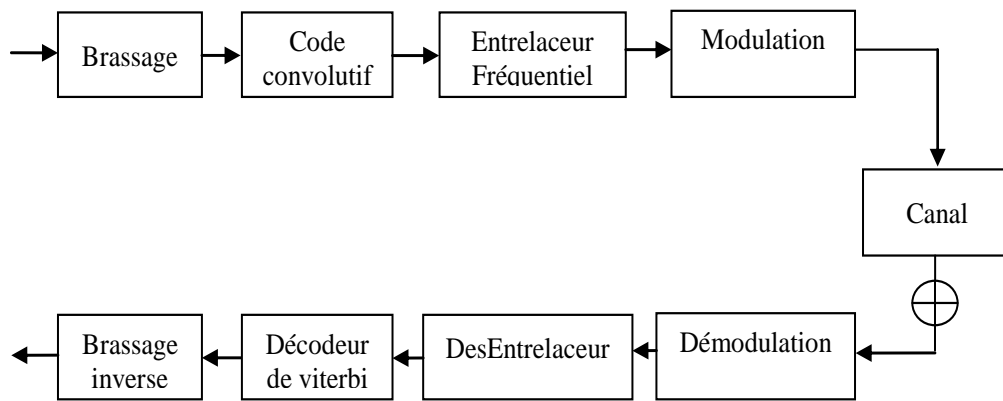 Brassage
Code
convolutif
Entrelaceur
Fréquentiel
Modulation
Canal
Brassage
inverse
Décodeur
de viterbi
DesEntrelaceur
Démodulation